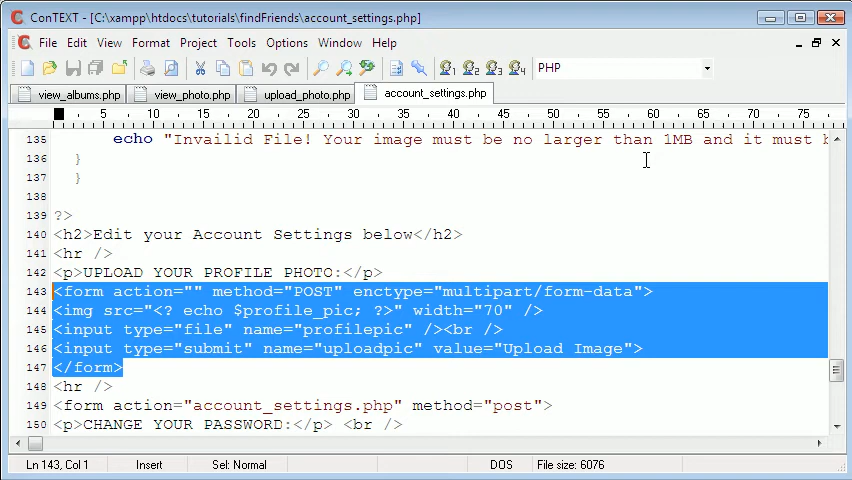 ConTEXT - [C:\xampp\htdocs\tutorials\findFriends\account_settings.php]
File Edit View Format Project Tools Options Window Help
1 2 3 4 PHP
view_albums.php view_photo.php upload_photo.php account_settings.php
5 10 15 20 25 30 35 40 45 50 55 60 65 70 75
135 echo "Invailid File! Your image must be no larger than 1MB and it must b
136 }
137 }
138
139 ?>
140 <h2>Edit your Account Settings below</h2>
141 <hr />
142 <p>UPLOAD YOUR PROFILE PHOTO:</p>
143 <form action="" method="POST" enctype="multipart/form-data">
144 <img src="<? echo $profile_pic; ?>" width="70" />
145 <input type="file" name="profilepic" /><br />
146 <input type="submit" name="uploadpic" value="Upload Image">
147 </form>
148 <hr />
149 <form action="account_settings.php" method="post">
150 <p>CHANGE YOUR PASSWORD:</p> <br />
Ln 143, Col 1 Insert Sel: Normal DOS File size: 6076